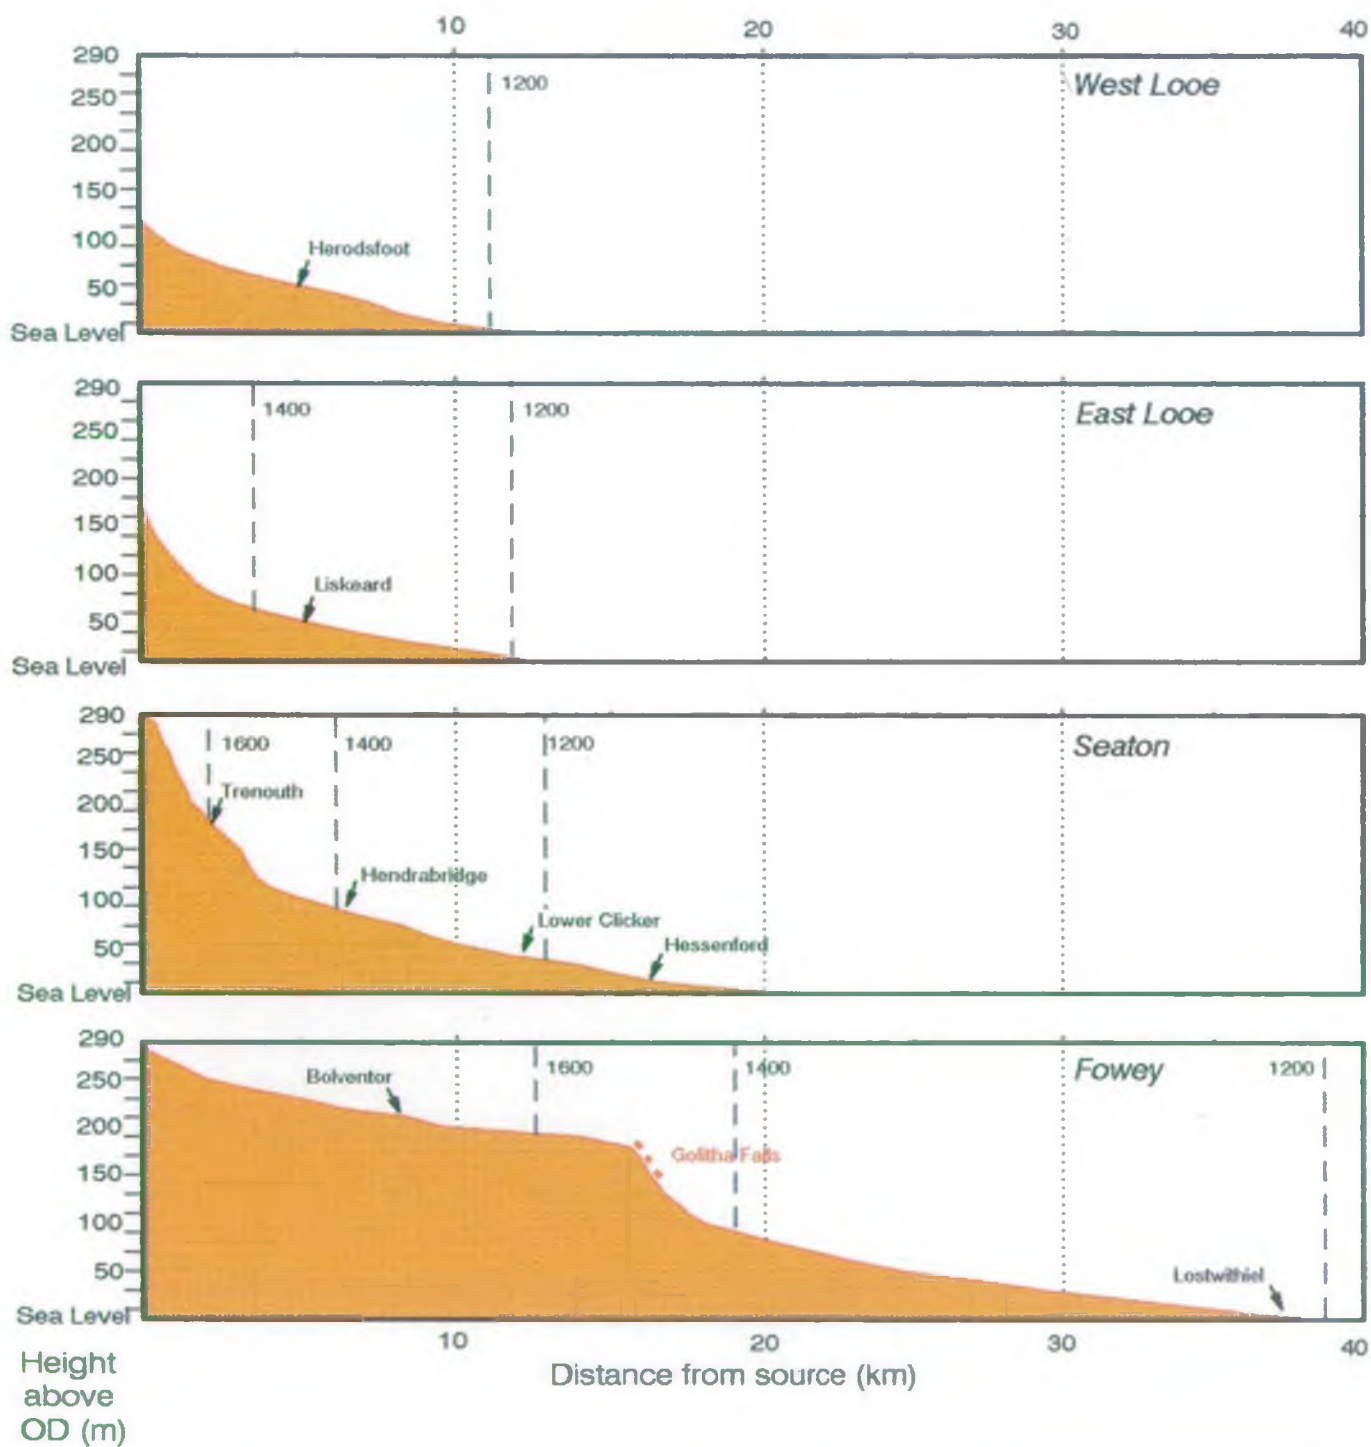 10 20 30 40
290
250
200
150
100
50
Sea Level
1200
West Looe
Herodsfoot
290
250
200
150
100
50
Sea Level
1400
1200
East Looe
Liskeard
290
250
200
150
100
50
Sea Level
1600
1400
1200
Seaton
Trenouth
Hendrabridge
Lower Clicker
Hessenford
290
250
200
150
100
50
Sea Level
Bolventor
1600
1400
Fowey
1200
Golitha Falls
Lostwithiel
10 20 30 40
Distance from source (km)
Height
above
OD (m)